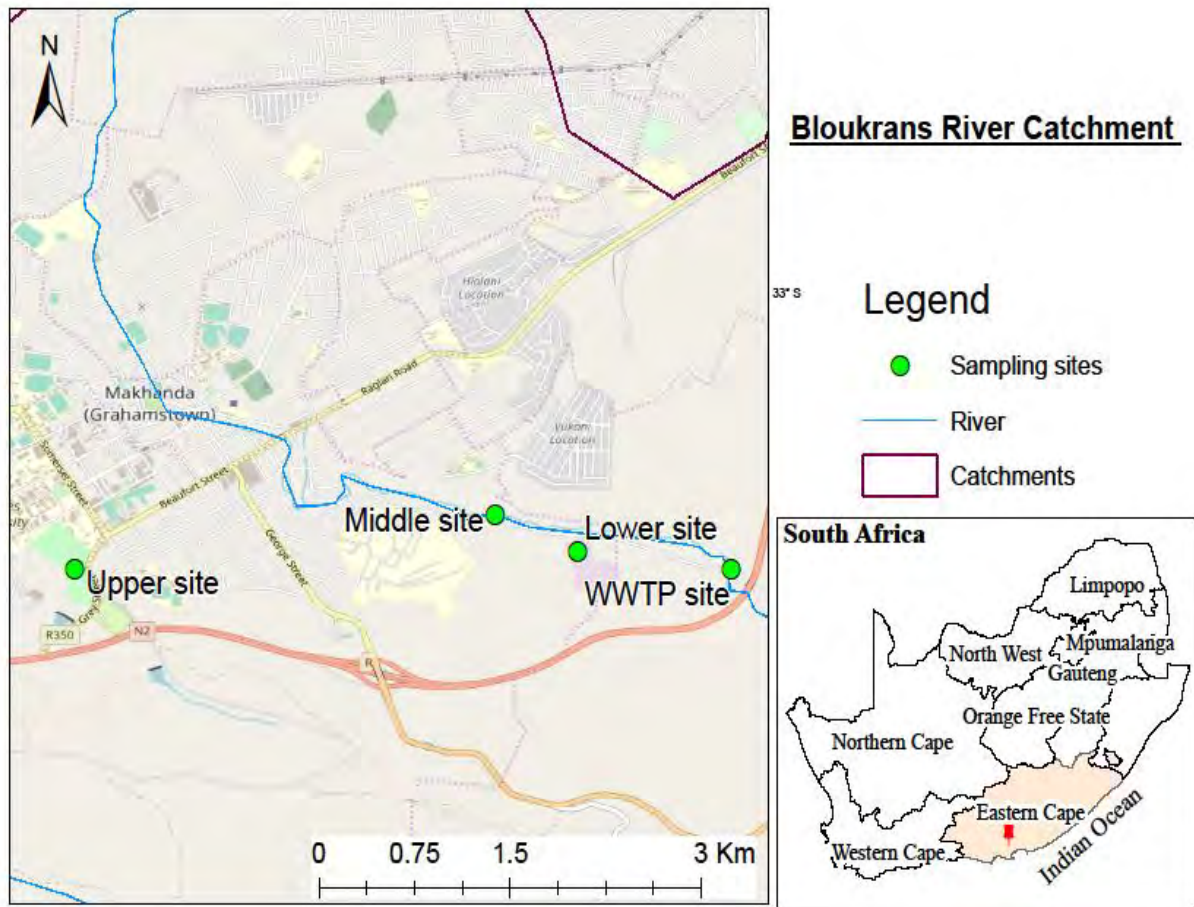 N
Bloukrans River Catchment
Beaufort St
Hlalani
Location
33° S
Legend
Sampling sites
River
Catchments
Raglan Road
Makhanda
(Grahamstown)
Vukani
Location
Somerset Street
Beaufort Street
George Street
Middle site
Lower site
WWTP site
Upper site
R350
N2
R
0 0.75 1.5 3 Km
South Africa
Limpopo
Mpumalanga
North West
Gauteng
Orange Free State
Northern Cape
Eastern Cape
Western Cape
Indian Ocean